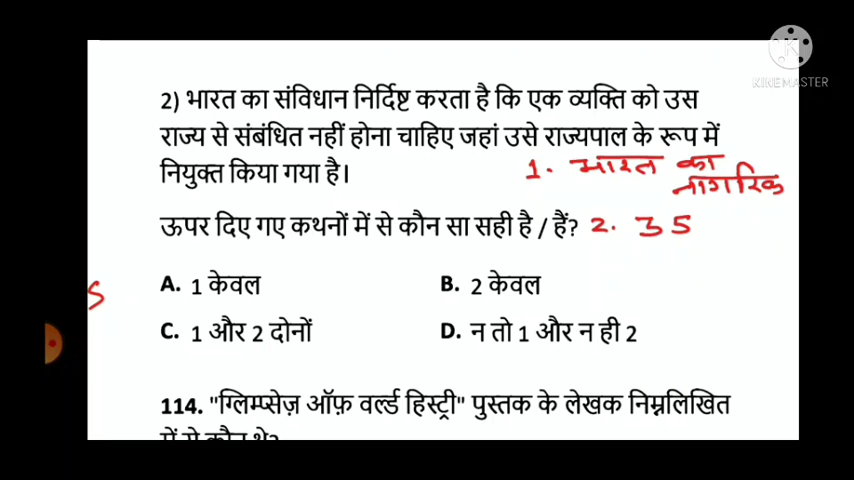 KINEMASTER
2) भारत का संविधान निर्दिष्ट करता है कि एक व्यक्ति को उस
राज्य से संबंधित नहीं होना चाहिए जहां उसे राज्यपाल के रूप में
नियुक्त किया गया है।
1. भारत का
नागरिक
ऊपर दिए गए कथनों में से कौन सा सही है / हैं?
2. 35
A. 1 केवल
B. 2 केवल
C. 1 और 2 दोनों
D. न तो 1 और न ही 2
114. "ग्लिम्प्सेज़ ऑफ़ वर्ल्ड हिस्ट्री" पुस्तक के लेखक निम्नलिखित
में से कौन थे?